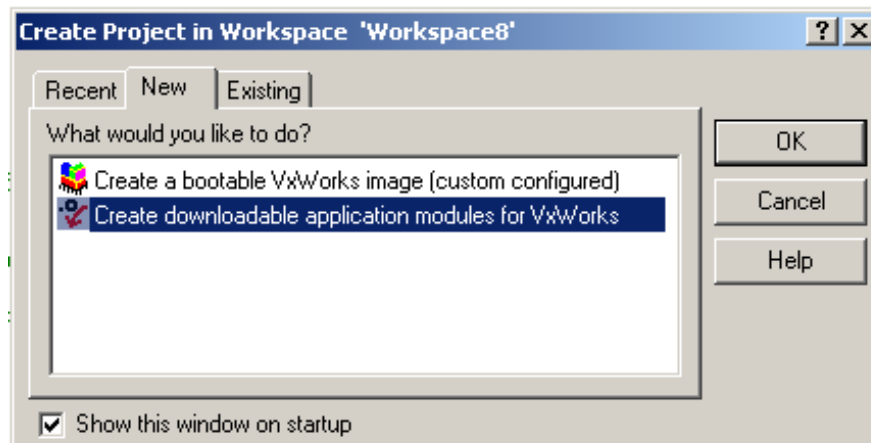 Create Project in Workspace 'Workspace8'
Recent New Existing
What would you like to do?
Create a bootable VxWorks image (custom configured)
Create downloadable application modules for VxWorks
OK
Cancel
Help
Show this window on startup